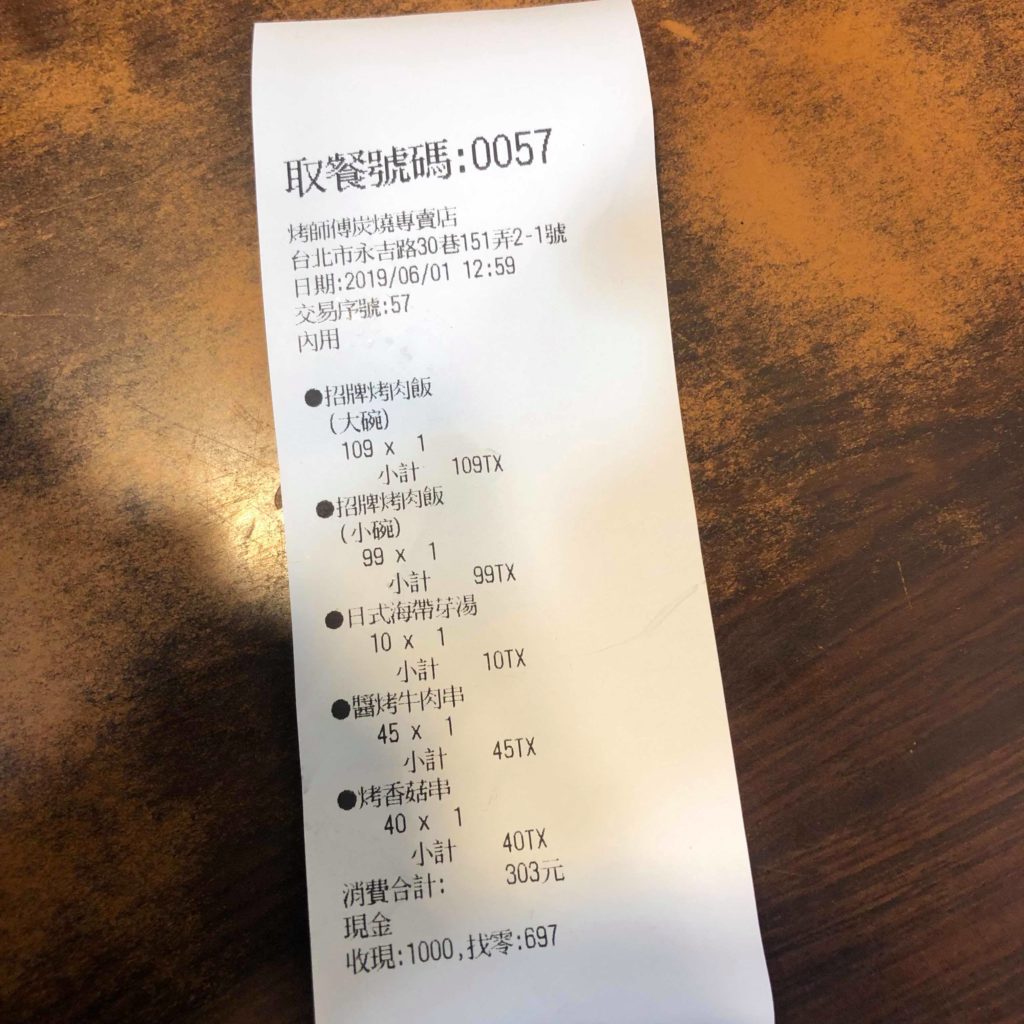 取餐號碼:0057
烤師傅炭燒專賣店
台北市永吉路30巷151弄2-1號
日期:2019/06/01 12:59
交易序號:57
內用
●招牌烤肉飯
(大碗)
109 x 1
小計 109TX
●招牌烤肉飯
(小碗)
99 x 1
小計 99TX
●日式海帶芽湯
10 x 1
小計 10TX
●醬烤牛肉串
45 x 1
小計 45TX
●烤香菇串
40 x 1
小計 40TX
消費合計: 303元
現金
收現:1000,找零:697